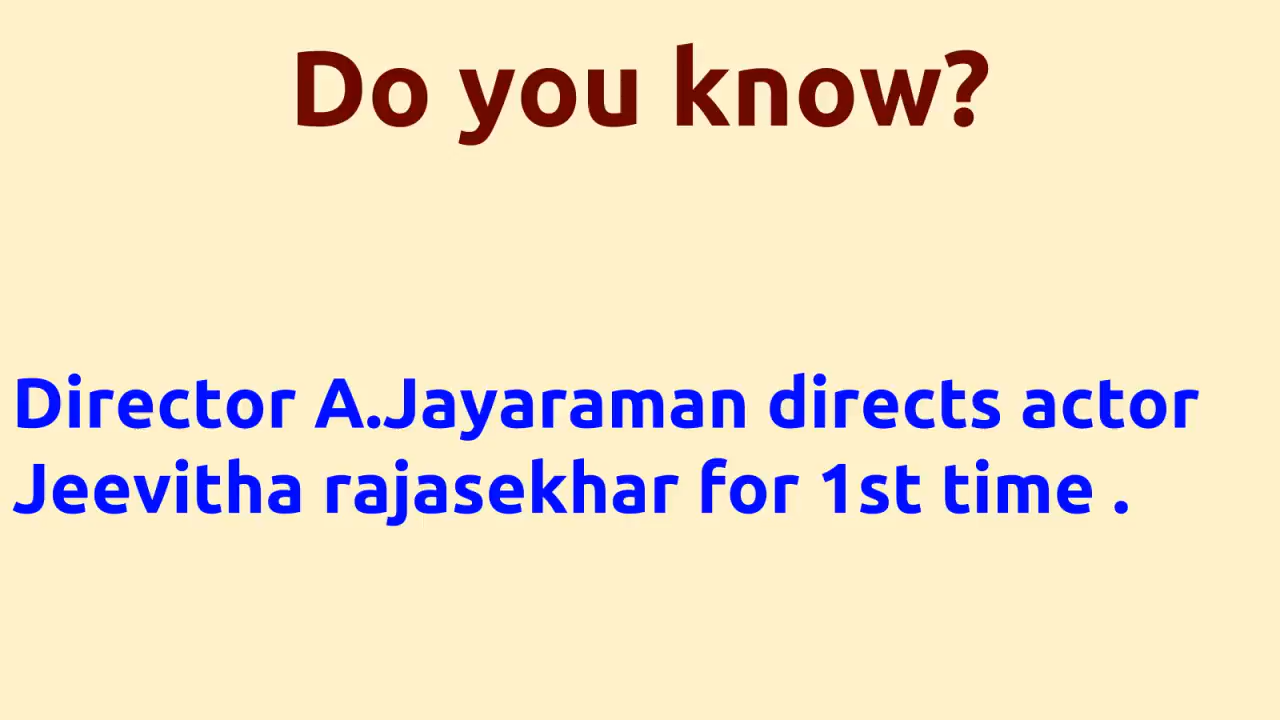 Do you know?
Director A.Jayaraman directs actor
Jeevitha rajasekhar for 1st time .